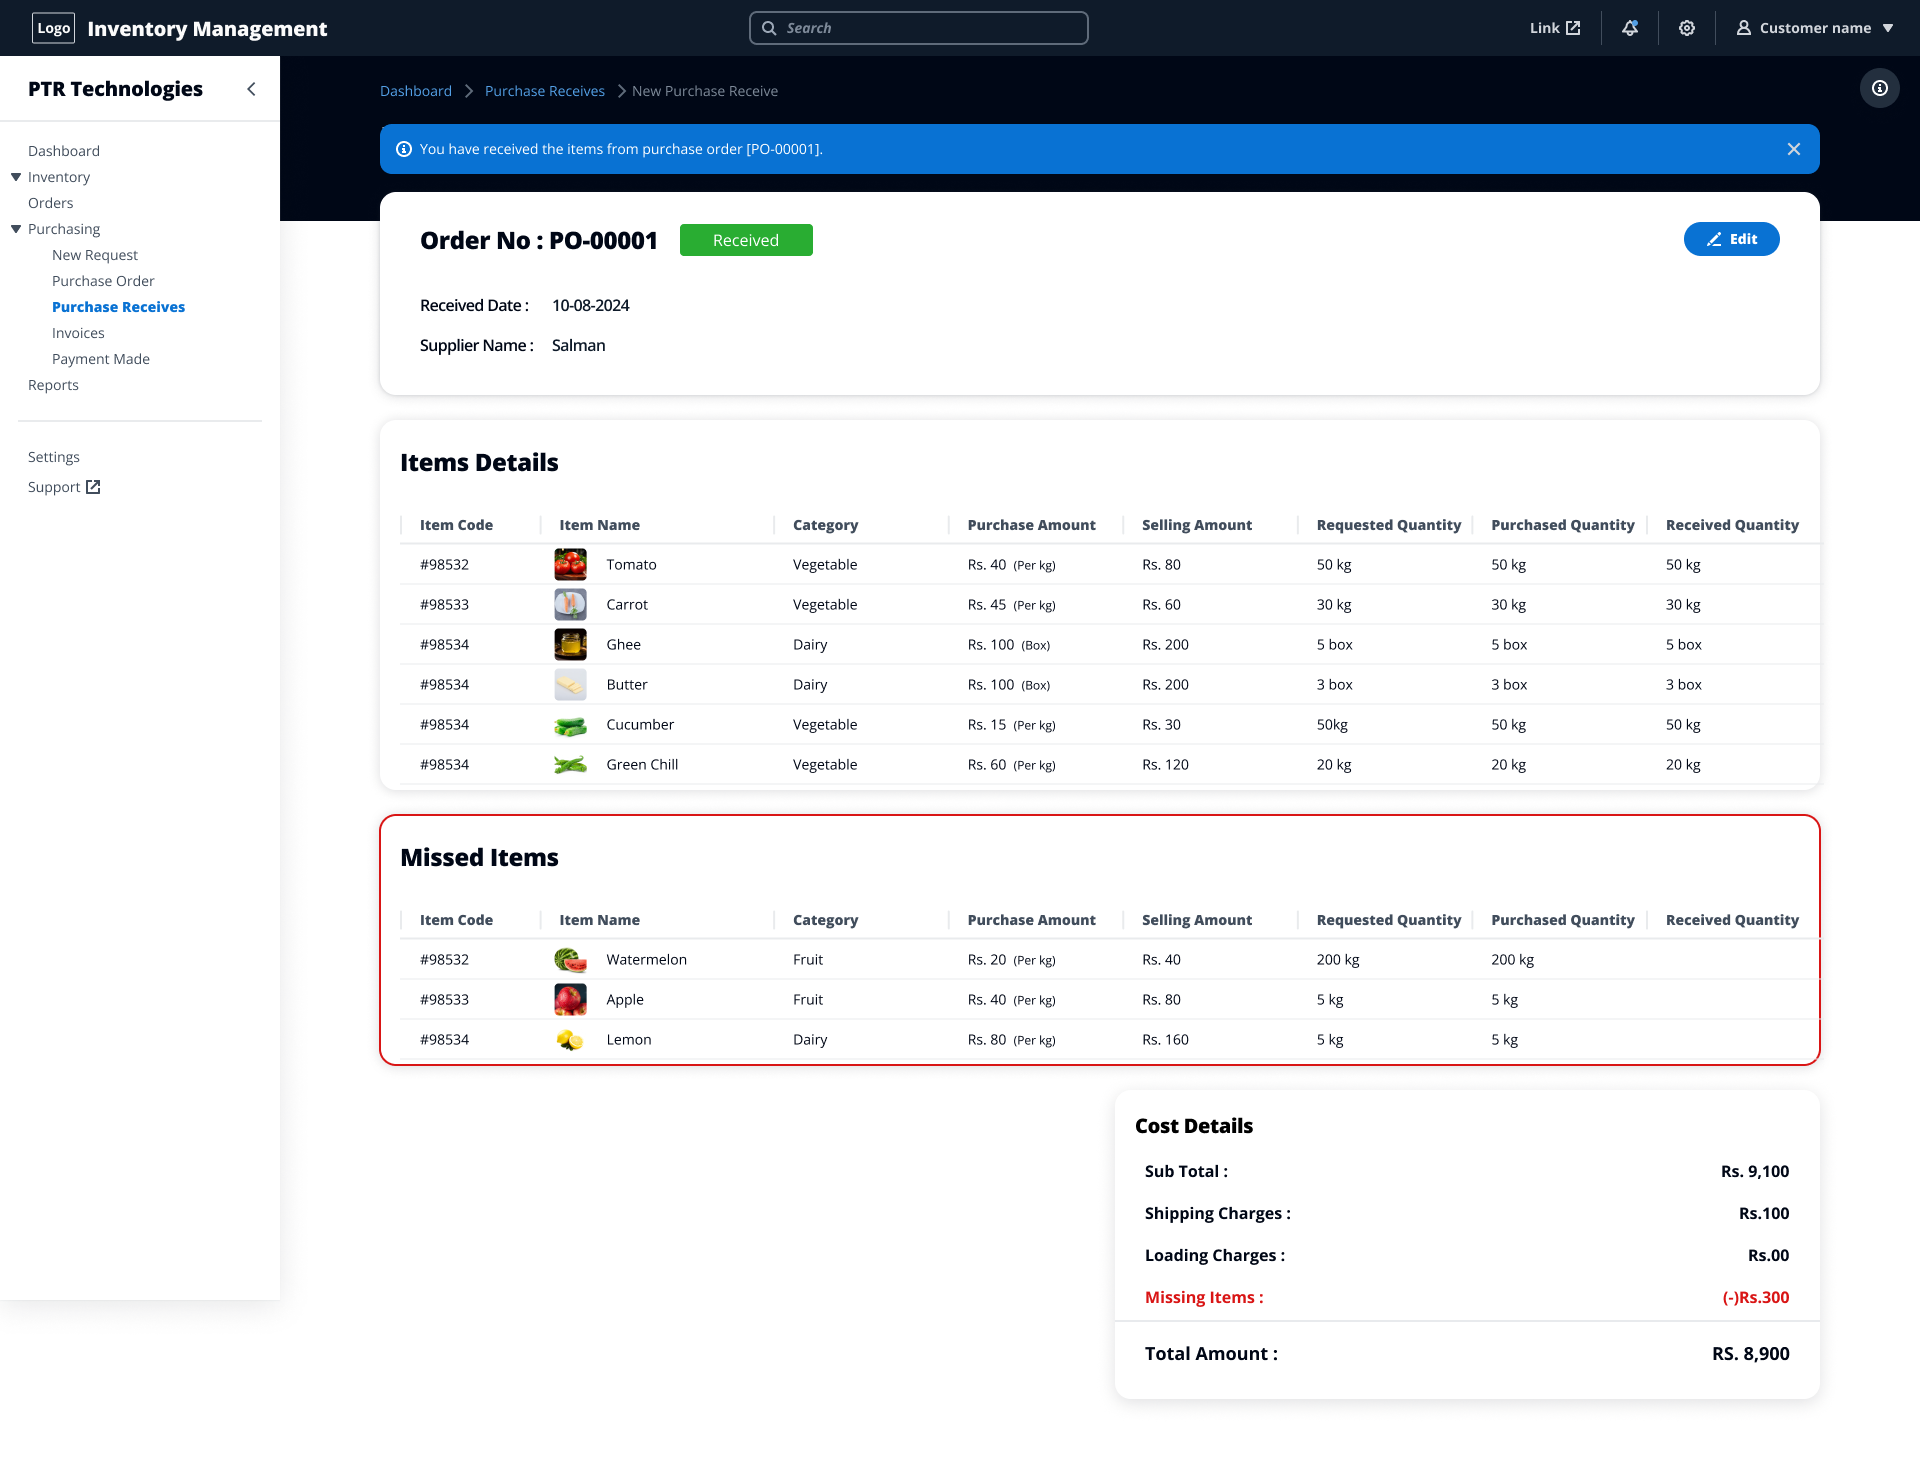 Logo Inventory Management Search Link Customer name
PTR Technologies
Dashboard
Inventory
Orders
Purchasing
New Request
Purchase Order
Purchase Receives
Invoices
Payment Made
Reports
Settings
Support
Dashboard Purchase Receives New Purchase Receive
You have received the items from purchase order [PO-00001].
Order No : PO-00001 Received Edit
Received Date : 10-08-2024
Supplier Name : Salman
Items Details
Item Code Item Name Category Purchase Amount Selling Amount Requested Quantity Purchased Quantity Received Quantity
#98532 Tomato Vegetable Rs. 40 (Per kg) Rs. 80 50 kg 50 kg 50 kg
#98533 Carrot Vegetable Rs. 45 (Per kg) Rs. 60 30 kg 30 kg 30 kg
#98534 Ghee Dairy Rs. 100 (Box) Rs. 200 5 box 5 box 5 box
#98534 Butter Dairy Rs. 100 (Box) Rs. 200 3 box 3 box 3 box
#98534 Cucumber Vegetable Rs. 15 (Per kg) Rs. 30 50kg 50 kg 50 kg
#98534 Green Chill Vegetable Rs. 60 (Per kg) Rs. 120 20 kg 20 kg 20 kg
Missed Items
Item Code Item Name Category Purchase Amount Selling Amount Requested Quantity Purchased Quantity Received Quantity
#98532 Watermelon Fruit Rs. 20 (Per kg) Rs. 40 200 kg 200 kg
#98533 Apple Fruit Rs. 40 (Per kg) Rs. 80 5 kg 5 kg
#98534 Lemon Dairy Rs. 80 (Per kg) Rs. 160 5 kg 5 kg
Cost Details
Sub Total : Rs. 9,100
Shipping Charges : Rs.100
Loading Charges : Rs.00
Missing Items : (-)Rs.300
Total Amount : RS. 8,900